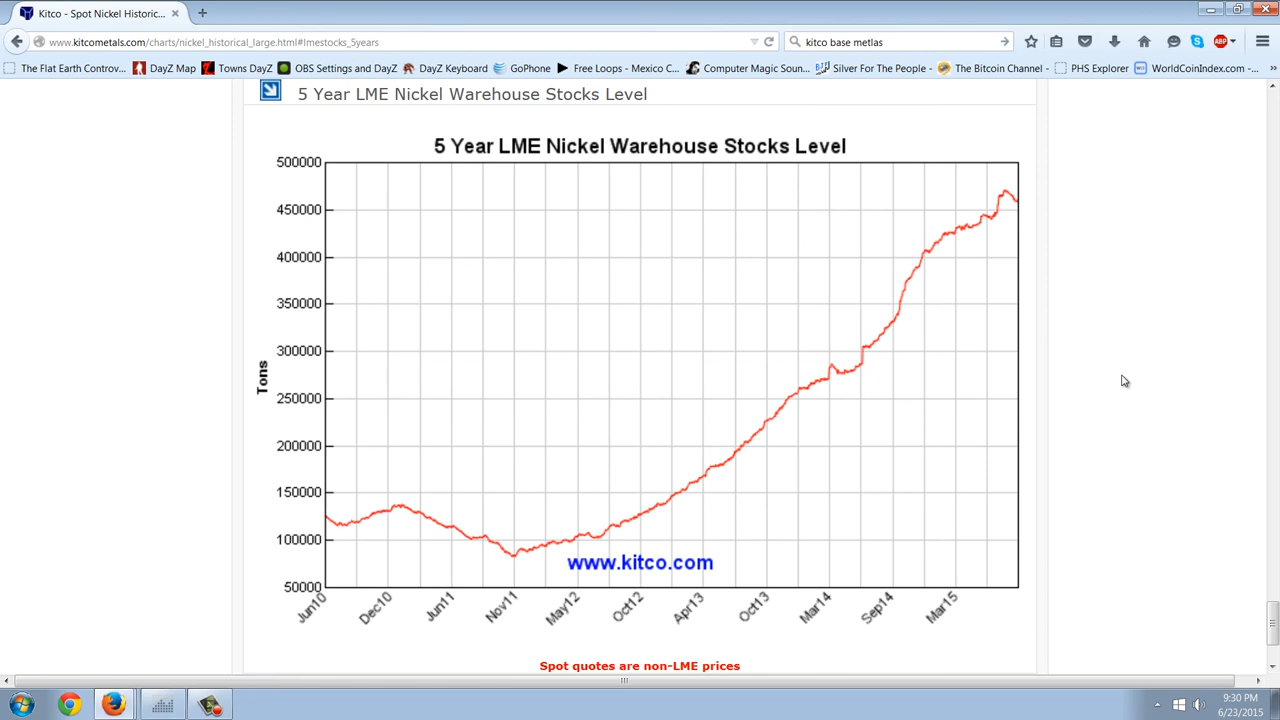 Kitco - Spot Nickel Historic...
www.kitcometals.com/charts/nickel_historical_large.html#lmestocks_5years
kitco base metlas
ABP
The Flat Earth Controv... DayZ Map Towns DayZ OBS Settings and DayZ DayZ Keyboard GoPhone Free Loops - Mexico C... Computer Magic Soun... Silver For The People - ... The Bitcoin Channel - PHS Explorer WorldCoinIndex.com -...
5 Year LME Nickel Warehouse Stocks Level
5 Year LME Nickel Warehouse Stocks Level
500000
450000
400000
350000
300000
250000
200000
150000
100000
50000
Tons
www.kitco.com
Jun10 Dec10 Jun11 Nov11 May12 Oct12 Apr13 Oct13 Mar14 Sep14 Mar15
Spot quotes are non-LME prices
9:30 PM
6/23/2015